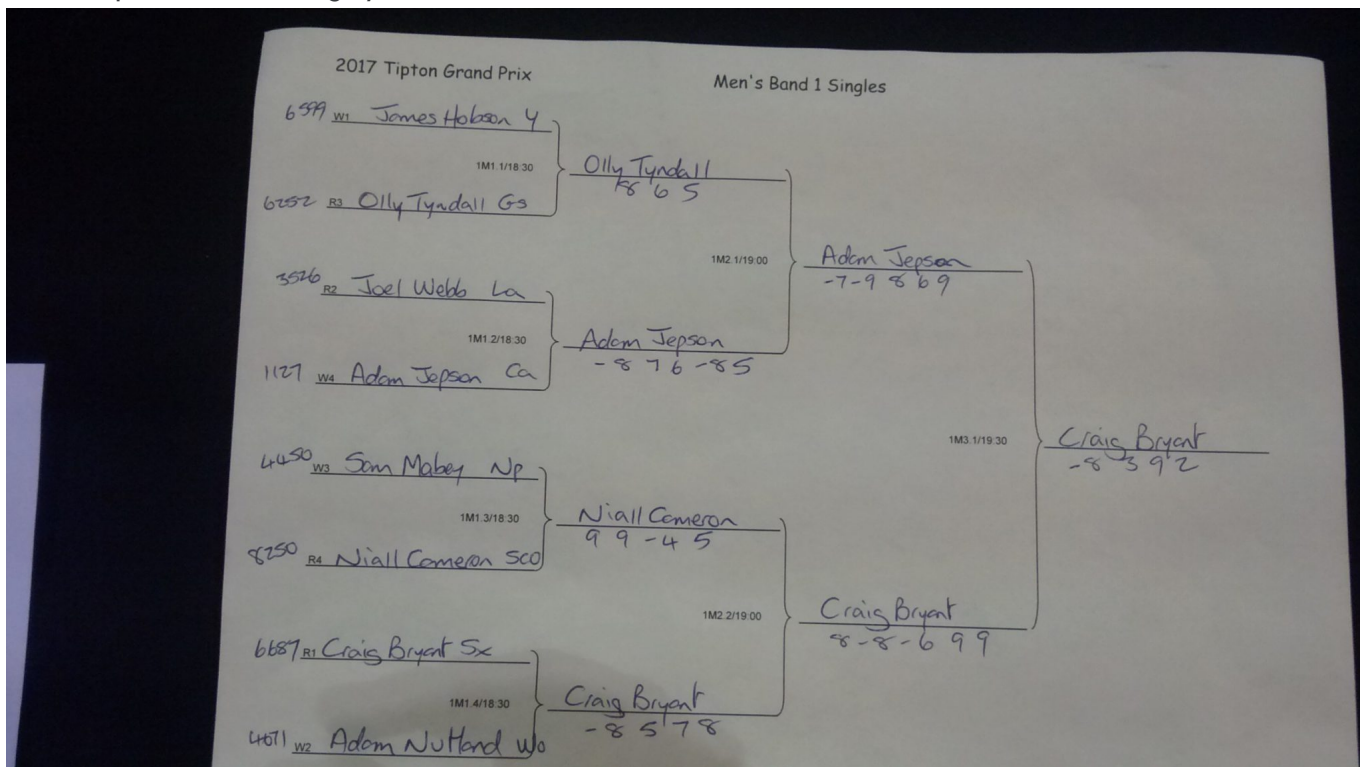 2017 Tipton Grand Prix
Men's Band 1 Singles
6599 W1 James Hobson Y
1M1.1/18:30
Olly Tyndall
8 6 5
6252 R3 Olly Tyndall Gs
1M2.1/19:00
Adam Jepson
-7 -9 8 6 9
3526 R2 Joel Webb La
1M1.2/18:30
Adam Jepson
-8 7 6 -8 5
1127 W4 Adam Jepson Ca
1M3.1/19:30
Craig Bryant
-8 3 9 2
4450 W3 Sam Mabey Np
1M1.3/18:30
Niall Cameron
9 9 -4 5
8250 R4 Niall Cameron SCO
1M2.2/19:00
Craig Bryant
8 -8 -6 9 9
6687 R1 Craig Bryant Sx
1M1.4/18:30
Craig Bryant
-8 5 7 8
W2 Adam Nutland Wo